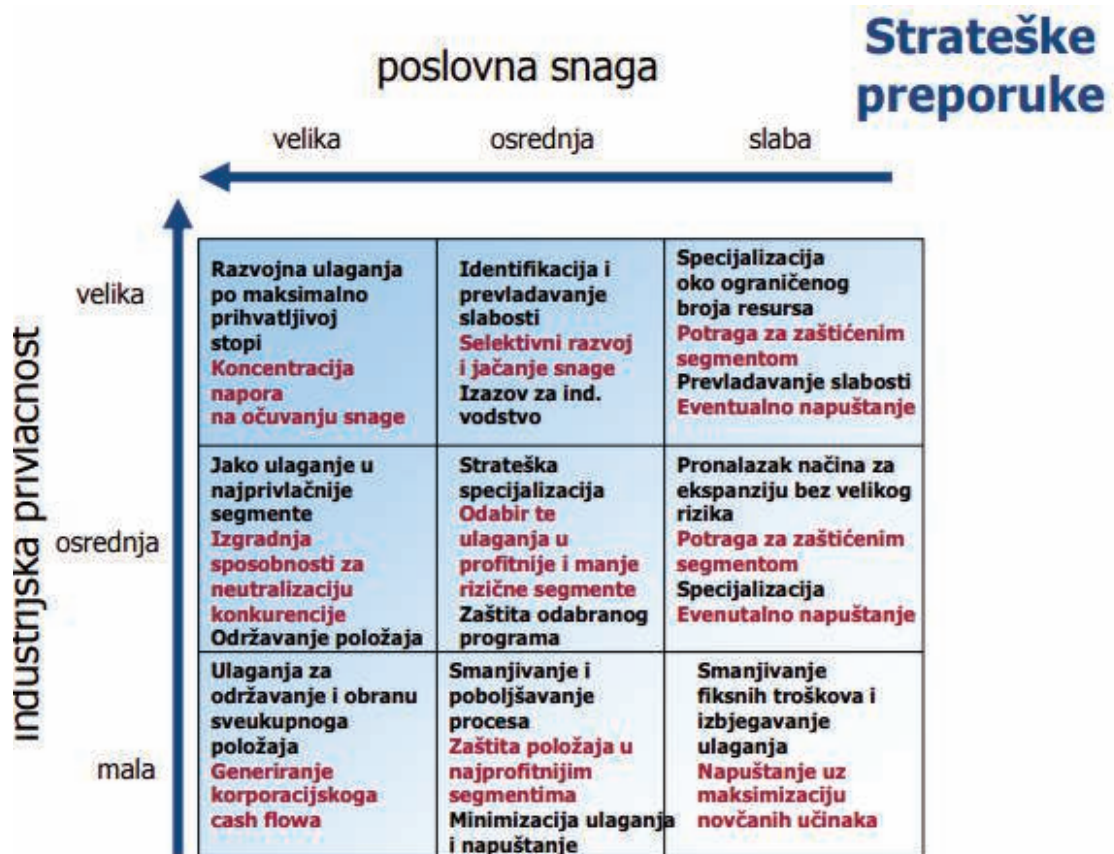 Strateške
preporuke
poslovna snaga
velika
osrednja
slaba
industrijska privlacnost
velika
Razvojna ulaganja
po maksimalno
prihvatljivoj
stopi
Koncentracija
napora
na očuvanju snage
Identifikacija i
prevladavanje
slabosti
Selektivni razvoj
i jačanje snage
Izazov za ind.
vodstvo
Specijalizacija
oko ograničenog
broja resursa
Potraga za zaštićenim
segmentom
Prevladavanje slabosti
Eventualno napuštanje
osrednja
Jako ulaganje u
najprivlačnije
segmente
Izgradnja
sposobnosti za
neutralizaciju
konkurencije
Održavanje položaja
Strateška
specijalizacija
Odabir te
ulaganja u
profitnije i manje
rizične segmente
Zaštita odabranog
programa
Pronalazak načina za
ekspanziju bez velikog
rizika
Potraga za zaštićenim
segmentom
Specijalizacija
Evenutalno napuštanje
mala
Ulaganja za
održavanje i obranu
sveukupnoga
položaja
Generiranje
korporacijskoga
cash flowa
Smanjivanje i
poboljšavanje
procesa
Zaštita položaja u
najprofitnijim
segmentima
Minimizacija ulaganja
i napuštanje
Smanjivanje
fiksnih troškova i
izbjegavanje
ulaganja
Napuštanje uz
maksimizaciju
novčanih učinaka